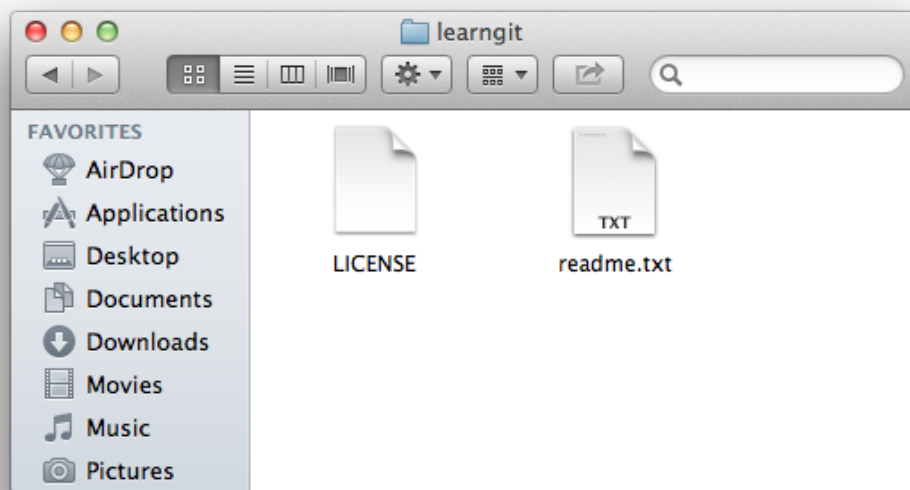 learngit
FAVORITES
AirDrop
Applications
Desktop
Documents
Downloads
Movies
Music
Pictures
TXT
LICENSE
readme.txt